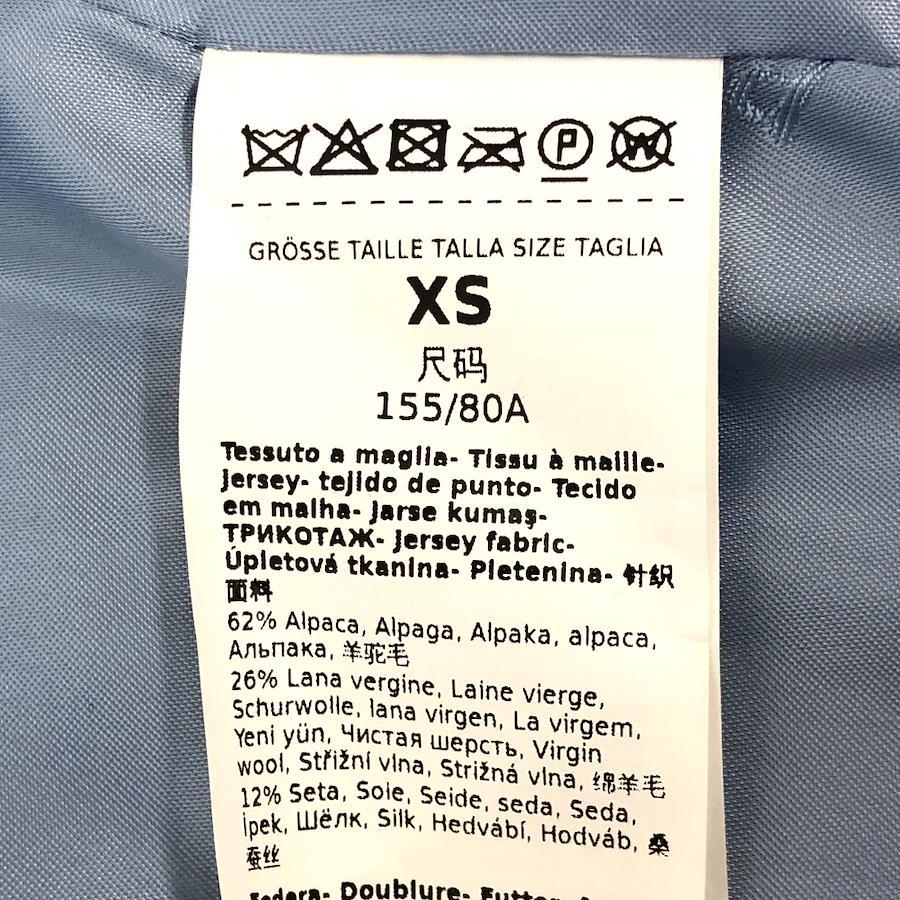 P W
GRÖSSE TAILLE TALLA SIZE TAGLIA
XS
尺码
155/80A
Tessuto a maglia- Tissu à maille-
Jersey- tejido de punto- Tecido
em malha- Jarse kumaş-
ТРИКОТАЖ- Jersey fabric-
Úpletová tkanina- Pletenina- 针织
面料
62% Alpaca, Alpaga, Alpaka, alpaca,
Альпака, 羊驼毛
26% Lana vergine, Laine vierge,
Schurwolle, lana virgen, La virgem,
Yeni yün, Чистая шерсть, Virgin
wool, Střižní vlna, Strižná vlna, 绵羊毛
12% Seta, Soie, Seide, seda, Seda,
İpek, Шёлк, Silk, Hedvábí, Hodváb, 桑
蚕丝
Federa- Doublure-